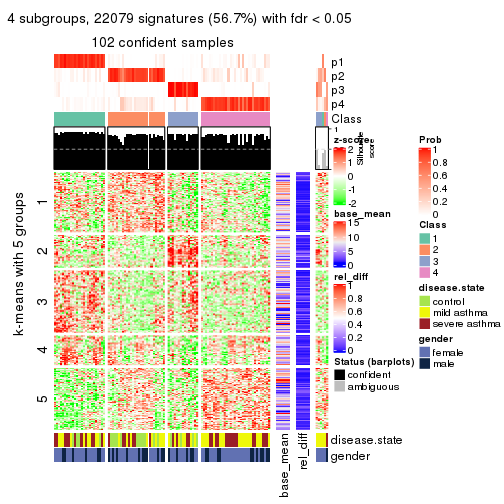 4 subgroups, 22079 signatures (56.7%) with fdr < 0.05
102 confident samples
p1
p2
p3
p4
Class
1
Silhouette
score
k-means with 5 groups
1
2
3
4
5
z-score
2
1
0
-1
-2
base_mean
15
10
5
0
rel_diff
1
0.8
0.6
0.4
0.2
0
Status (barplots)
confident
ambiguous
Prob
1
0.8
0.6
0.4
0.2
0
Class
1
2
3
4
disease.state
control
mild asthma
severe asthma
gender
female
male
disease.state
gender
base_mean
rel_diff